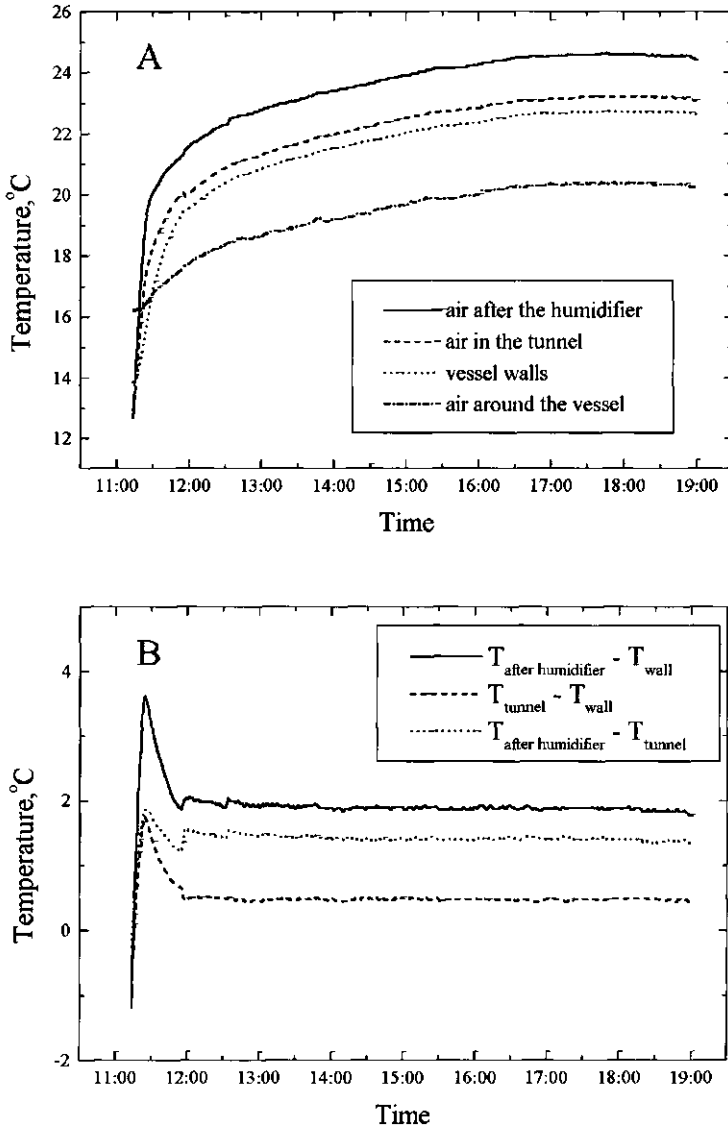 26
24
22
20
18
16
14
12
Temperature,°C
A
air after the humidifier
air in the tunnel
vessel walls
air around the vessel
11:00 12:00 13:00 14:00 15:00 16:00 17:00 18:00 19:00
Time
4
2
0
-2
Temperature,°C
B
T after humidifier - T wall
T tunnel - T wall
T after humidifier - T tunnel
11:00 12:00 13:00 14:00 15:00 16:00 17:00 18:00 19:00
Time